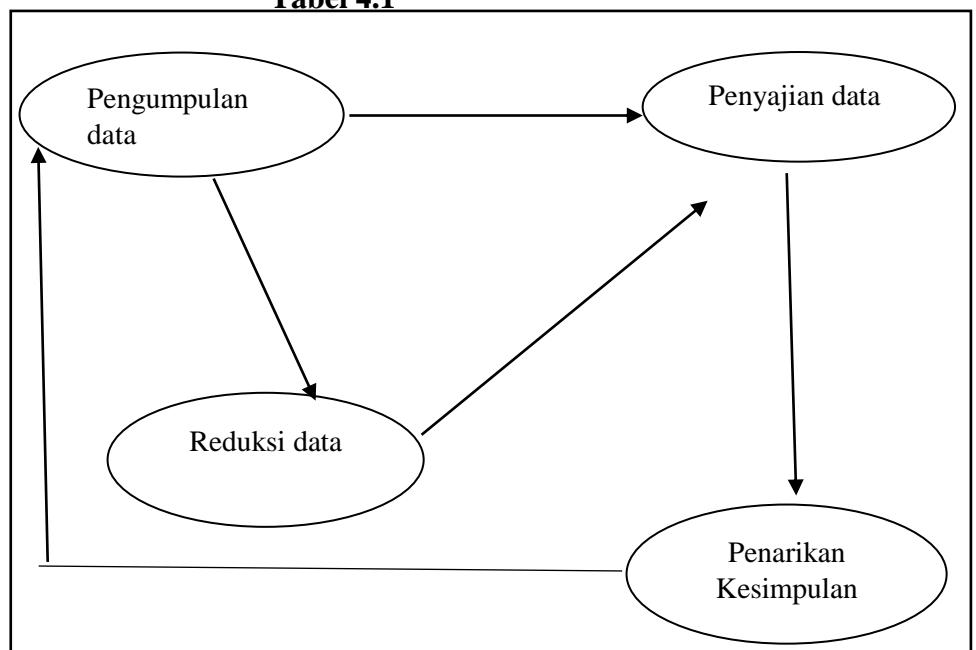 Tabel 4.1
Pengumpulan
data
Penyajian data
Reduksi data
Penarikan
Kesimpulan